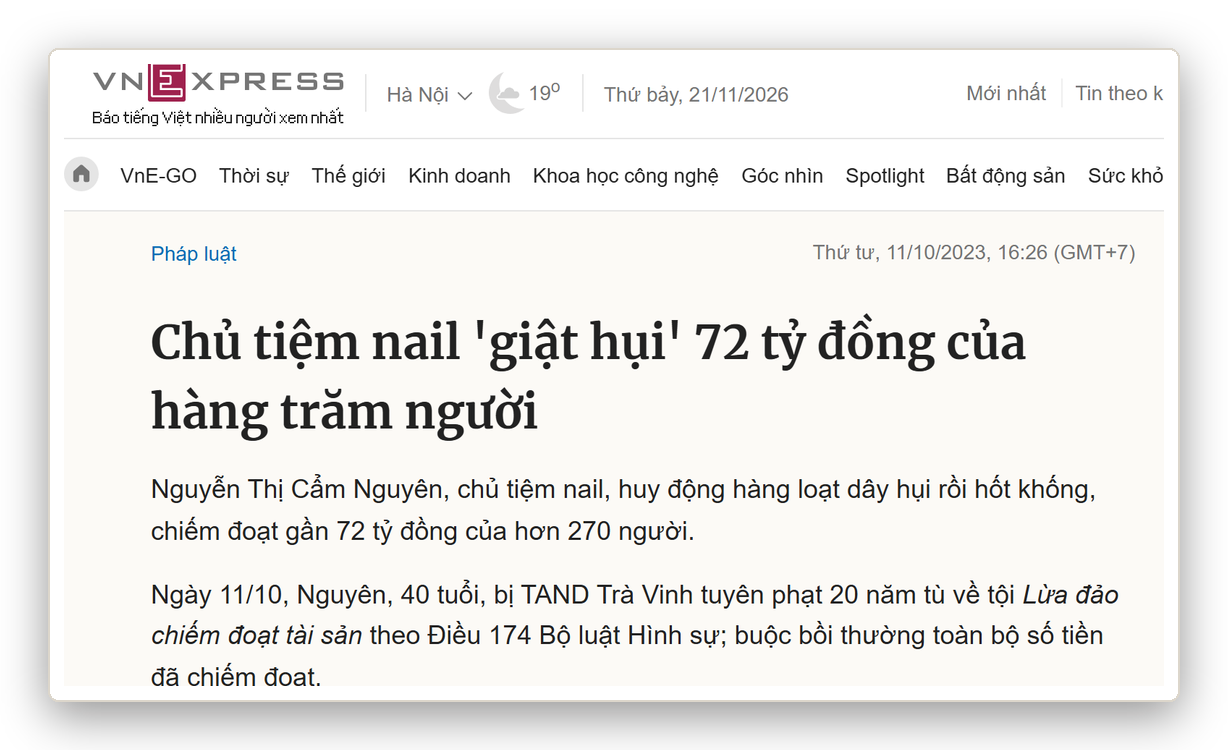 VNEXPRESS
Báo tiếng Việt nhiều người xem nhất
Hà Nội
19⁰
Thứ bảy, 21/11/2026
Mới nhất
Tin theo k
VnE-GO Thời sự Thế giới Kinh doanh Khoa học công nghệ Góc nhìn Spotlight Bất động sản Sức khỏ
Pháp luật
Thứ tư, 11/10/2023, 16:26 (GMT+7)
Chủ tiệm nail 'giật hụi' 72 tỷ đồng của
hàng trăm người
Nguyễn Thị Cẩm Nguyên, chủ tiệm nail, huy động hàng loạt dây hụi rồi hốt khống,
chiếm đoạt gần 72 tỷ đồng của hơn 270 người.
Ngày 11/10, Nguyên, 40 tuổi, bị TAND Trà Vinh tuyên phạt 20 năm tù về tội Lừa đảo
chiếm đoạt tài sản theo Điều 174 Bộ luật Hình sự; buộc bồi thường toàn bộ số tiền
đã chiếm đoạt.